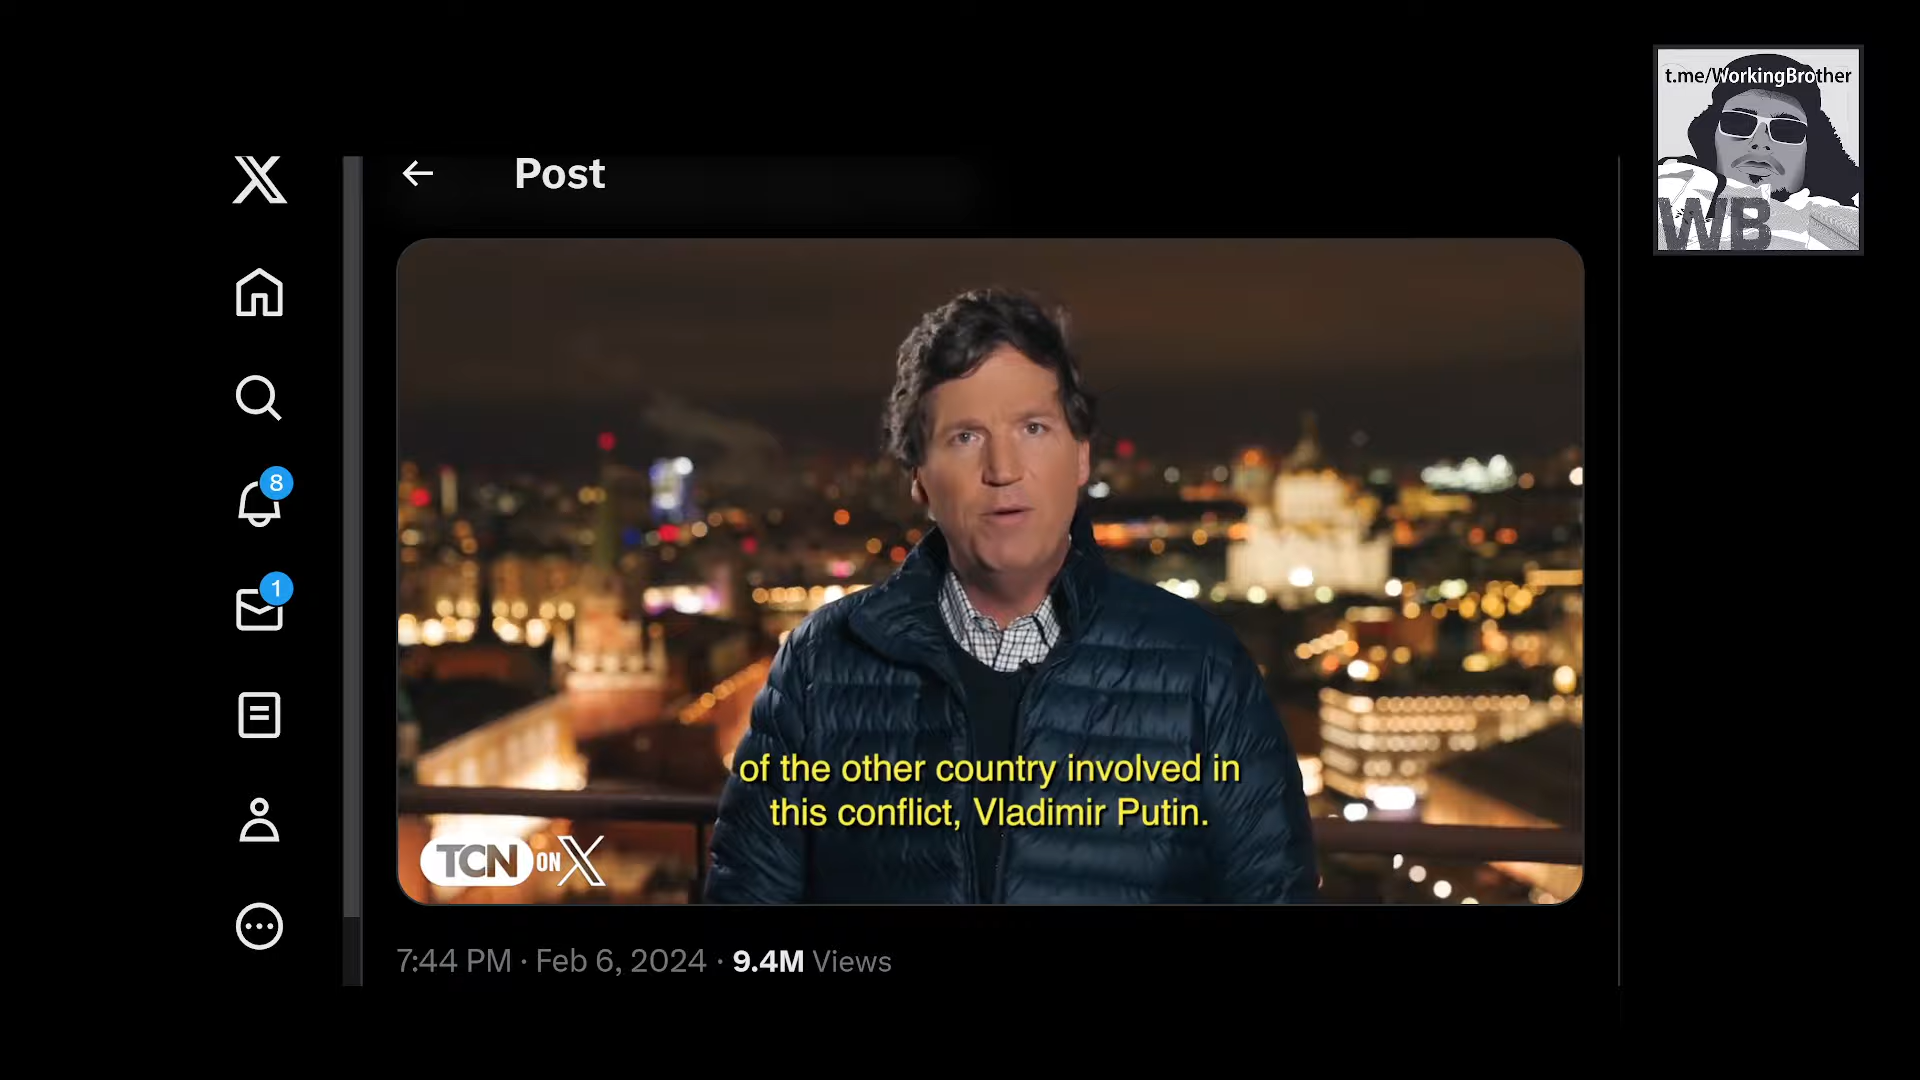 t.me/WorkingBrother
WB
X
Post
8
1
of the other country involved in
this conflict, Vladimir Putin.
TCN ON X
7:44 PM · Feb 6, 2024 · 9.4M Views